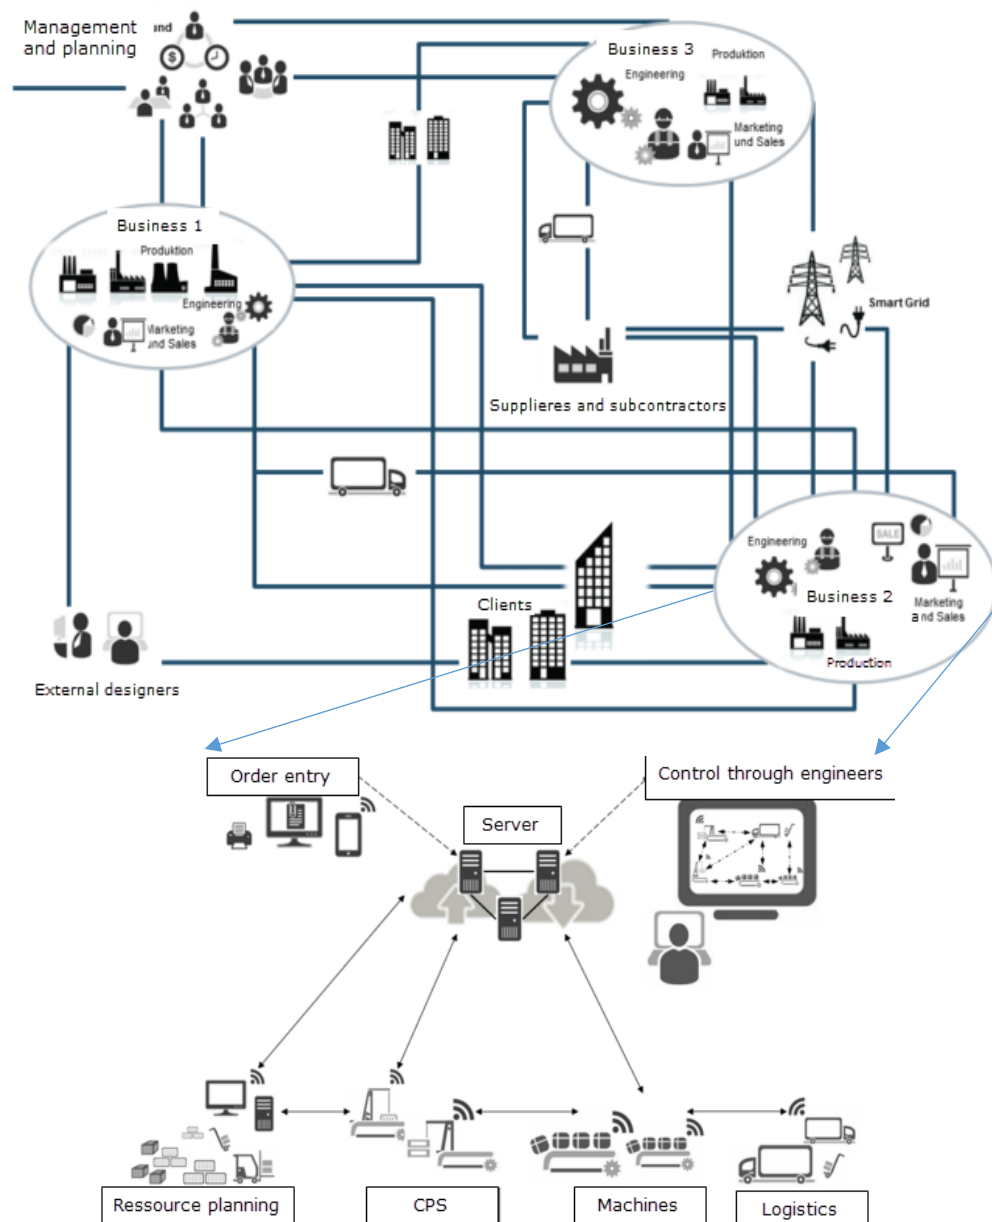 Management
and planning
und
Business 3
Produktion
Engineering
Marketing
und Sales
Business 1
Produktion
Engineering
Marketing
und Sales
Smart Grid
Supplieres and subcontractors
Engineering
SALE
Business 2
Marketing
and Sales
Production
Clients
External designers
Order entry
Control through engineers
Server
Ressource planning
CPS
Machines
Logistics